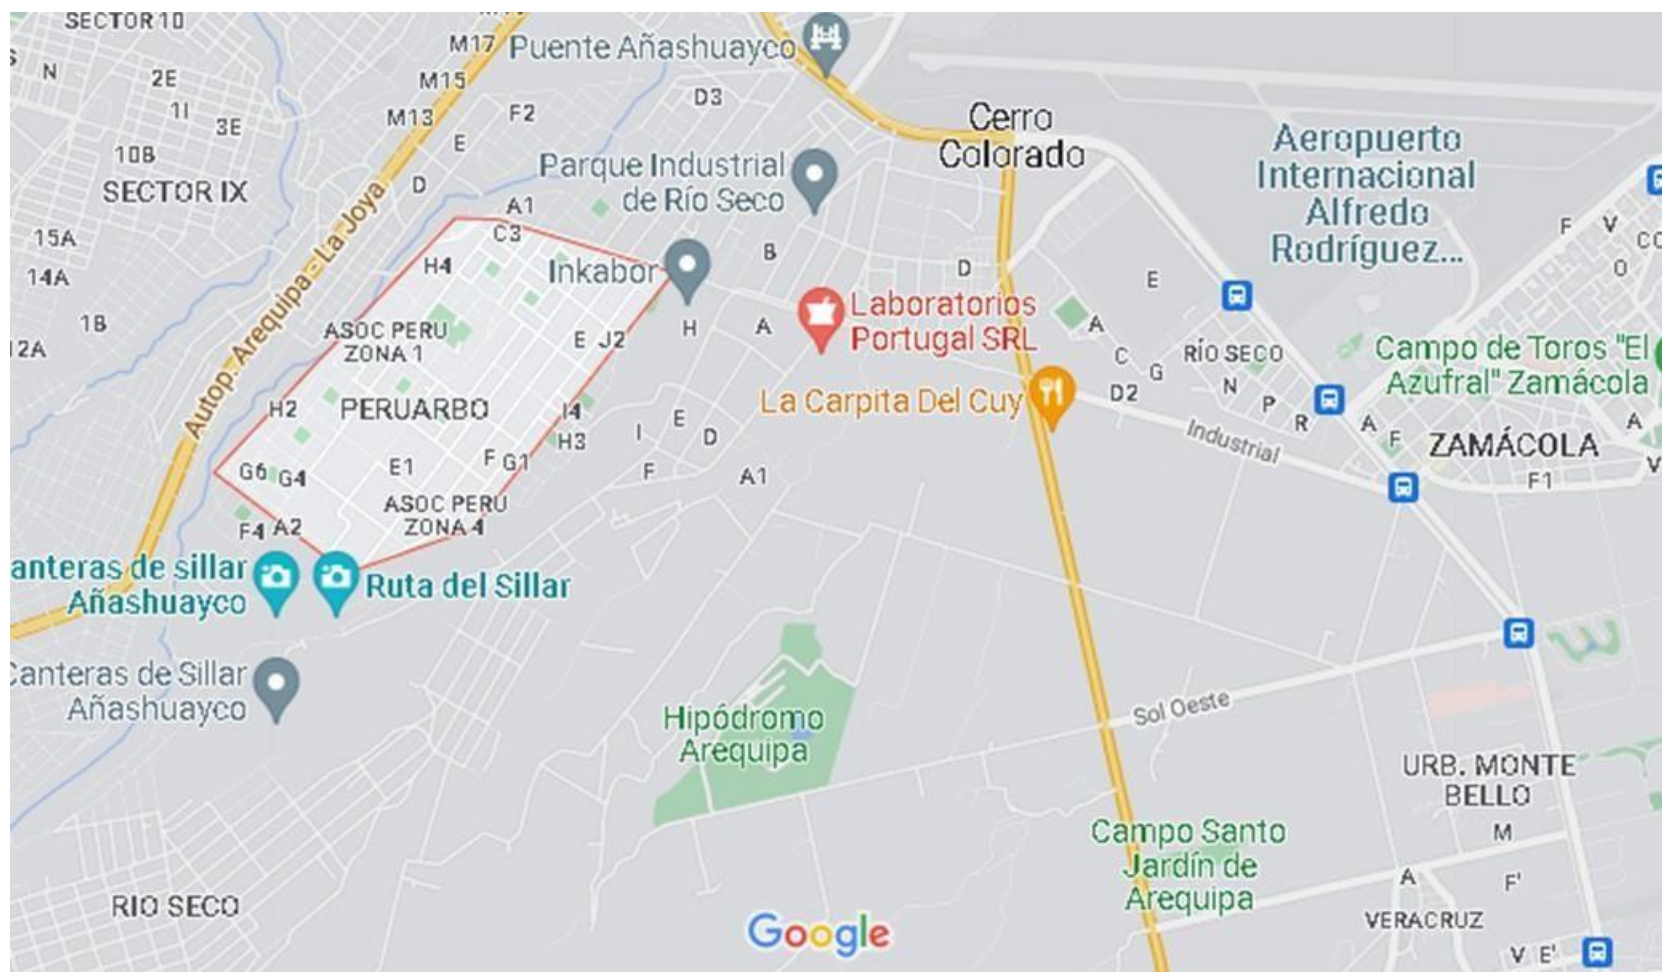 SECTOR 10
M17
Puente Añashuayco
N
2E
M15
1I
3E
M13
F2
D3
E
10B
SECTOR IX
D
Cerro
Colorado
Parque Industrial
de Río Seco
Aeropuerto
Internacional
Alfredo
Rodríguez...
15A
14A
1B
12A
Autop. Arequipa - La Joya
A1
C3
H4
Inkabor
B
D
E
F
V
O
ASOC PERU
ZONA 1
E
J2
H
A
Laboratorios
Portugal SRL
A
C
G
RÍO SECO
N
P
R
Campo de Toros "El
Azufral" Zamácola
H2
PERUARBO
I4
H3
La Carpita Del Cuy
D2
Industrial
A
F
ZAMÁCOLA
A
V
F1
I
E
D
F
A1
G6
G4
E1
F
G1
ASOC PERU
ZONA 4
F4
A2
anteras de sillar
Añashuayco
Ruta del Sillar
Canteras de Sillar
Añashuayco
Hipódromo
Arequipa
Sol Oeste
URB. MONTE
BELLO
M
Campo Santo
Jardín de
Arequipa
A
F'
VERACRUZ
V
E'
RIO SECO
Google